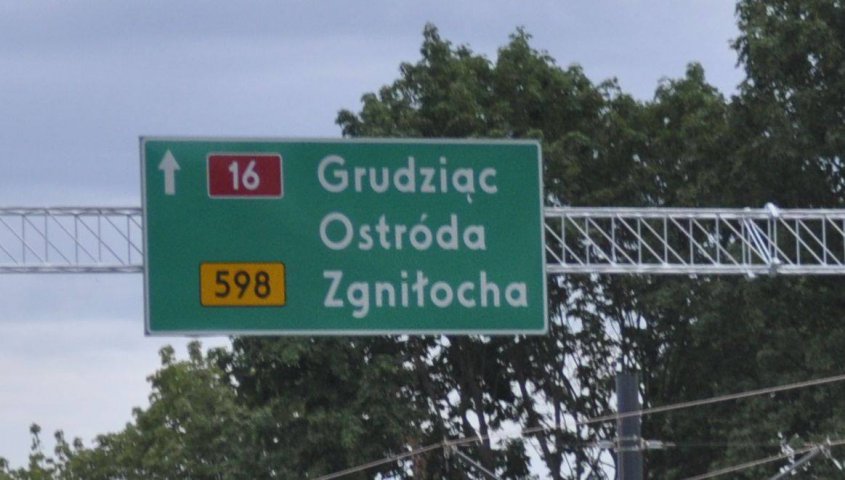 16 Grudziąc
Ostróda
598 Zgniłocha